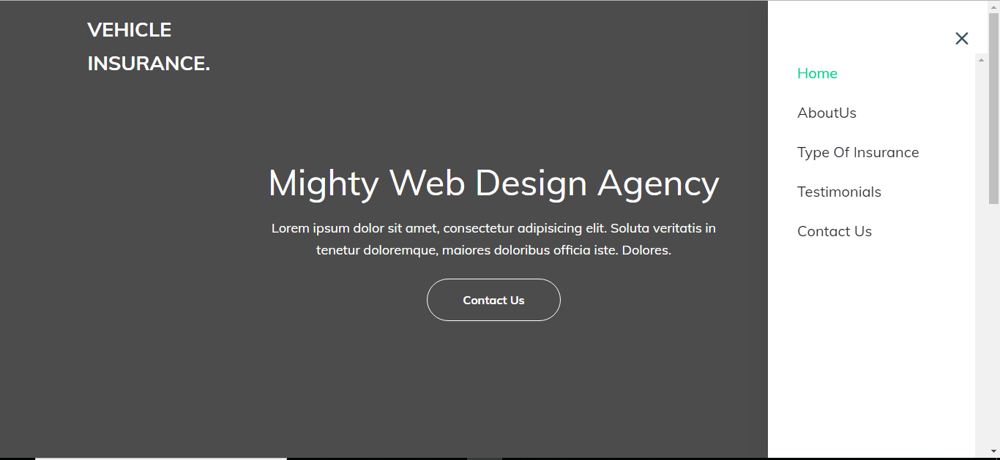 VEHICLE
INSURANCE.
Mighty Web Design Agency
Lorem ipsum dolor sit amet, consectetur adipisicing elit. Soluta veritatis in
tenetur doloremque, maiores doloribus officia iste. Dolores.
Contact Us
Home
AboutUs
Type Of Insurance
Testimonials
Contact Us